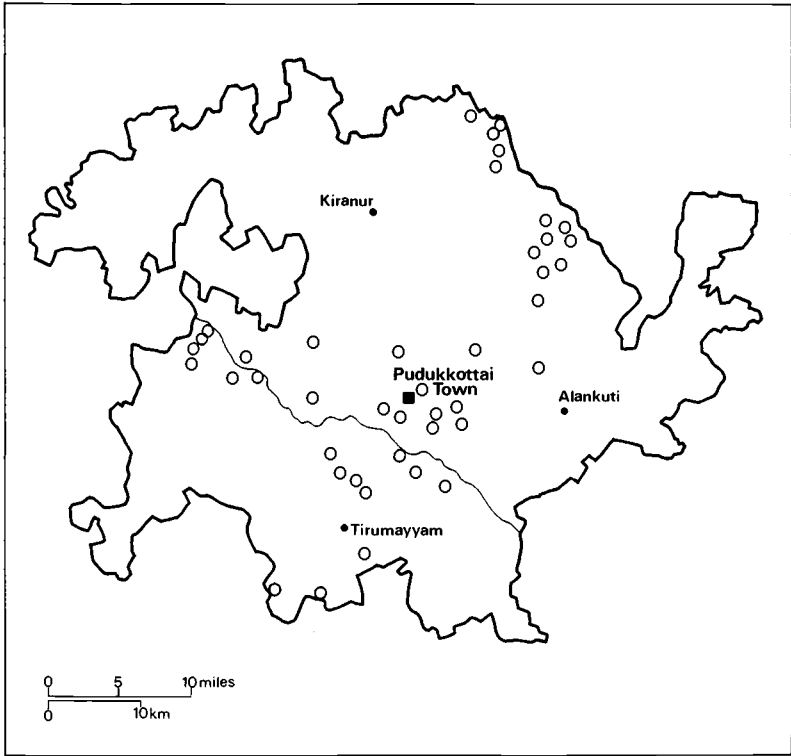 Kiranur
Pudukkottai
Town
Alankuti
Tirumayyam
0 5 10 miles
0 10 km